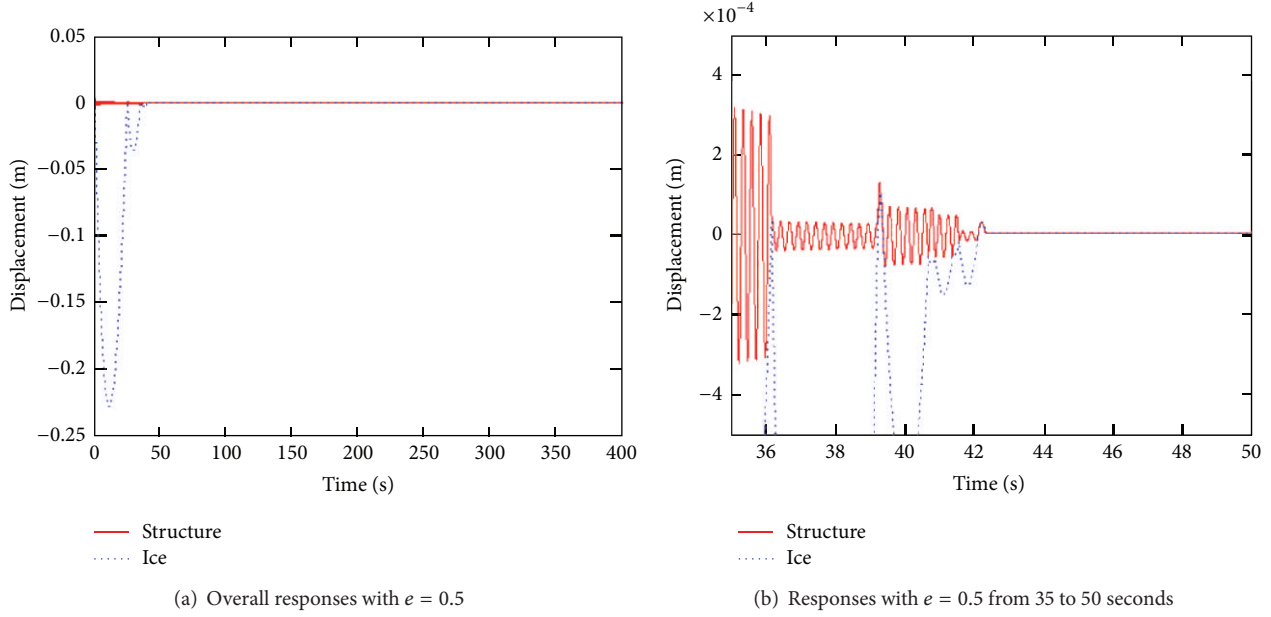 0.05
0
−0.05
−0.1
−0.15
−0.2
−0.25
Displacement (m)
0 50 100 150 200 250 300 350 400
Time (s)
Structure
Ice
(a) Overall responses with e = 0.5
×10−4
4
2
0
−2
−4
Displacement (m)
36 38 40 42 44 46 48 50
Time (s)
Structure
Ice
(b) Responses with e = 0.5 from 35 to 50 seconds